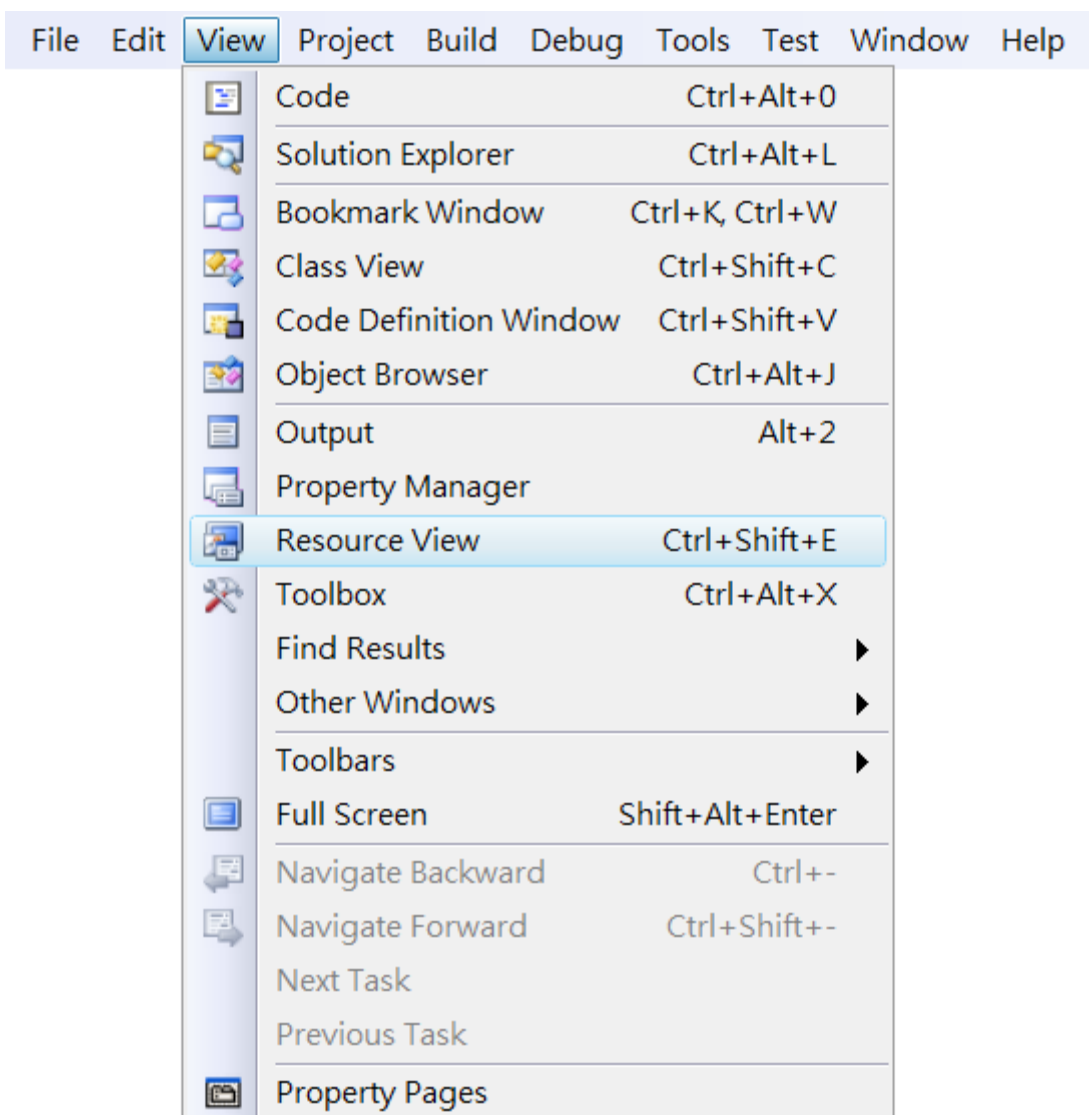 File Edit View Project Build Debug Tools Test Window Help
Code Ctrl+Alt+0
Solution Explorer Ctrl+Alt+L
Bookmark Window Ctrl+K, Ctrl+W
Class View Ctrl+Shift+C
Code Definition Window Ctrl+Shift+V
Object Browser Ctrl+Alt+J
Output Alt+2
Property Manager
Resource View Ctrl+Shift+E
Toolbox Ctrl+Alt+X
Find Results
Other Windows
Toolbars
Full Screen Shift+Alt+Enter
Navigate Backward Ctrl+-
Navigate Forward Ctrl+Shift+-
Next Task
Previous Task
Property Pages